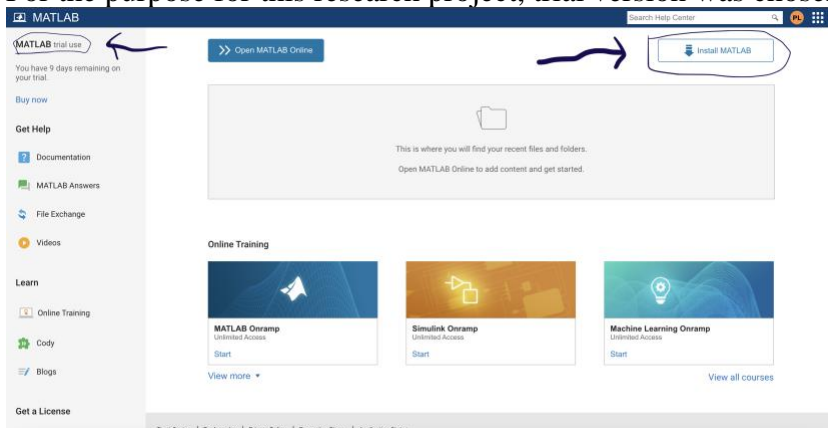 For the purpose for this research project, trial version was chose
MATLAB
Search Help Center
PL
MATLAB trial use
You have 9 days remaining on
your trial.
Buy now
Get Help
Documentation
MATLAB Answers
File Exchange
Videos
Learn
Online Training
Cody
Blogs
Get a License
Open MATLAB Online
Install MATLAB
This is where you will find your recent files and folders.
Open MATLAB Online to add content and get started.
Online Training
MATLAB Onramp
Unlimited Access
Start
Simulink Onramp
Unlimited Access
Start
Machine Learning Onramp
Unlimited Access
Start
View more
View all courses